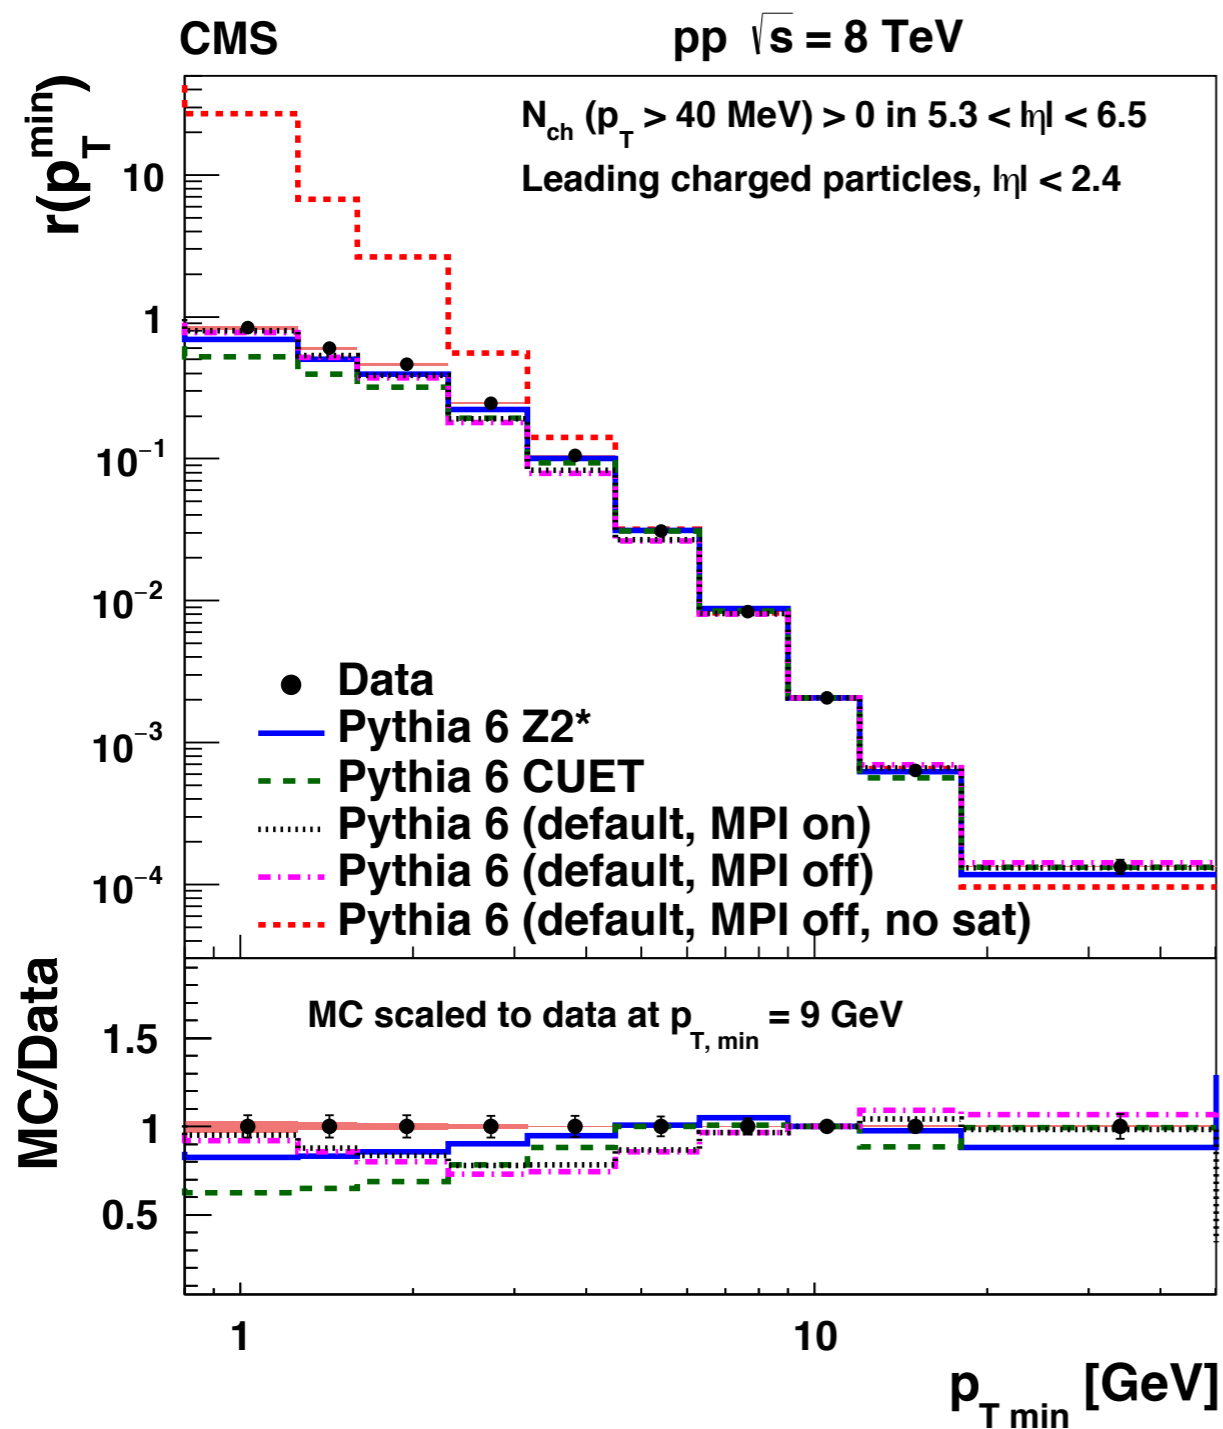 CMS
pp √s = 8 TeV
r(p_T^min)
N_ch (p_T > 40 MeV) > 0 in 5.3 < |η| < 6.5
Leading charged particles, |η| < 2.4
10
1
10^−1
10^−2
10^−3
10^−4
Data
Pythia 6 Z2*
Pythia 6 CUET
Pythia 6 (default, MPI on)
Pythia 6 (default, MPI off)
Pythia 6 (default, MPI off, no sat)
MC/Data
MC scaled to data at p_T, min = 9 GeV
1.5
1
0.5
1
10
p_T min [GeV]